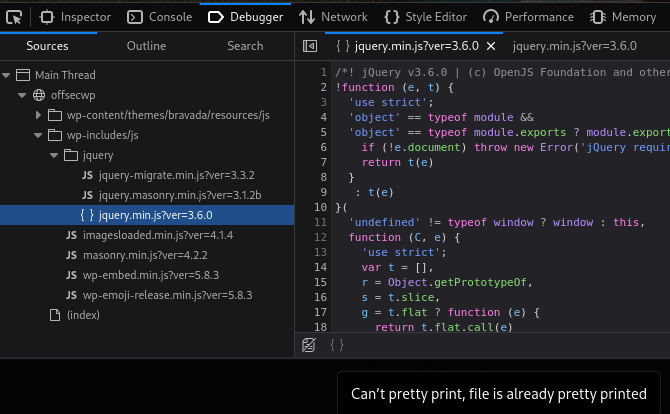 Inspector Console Debugger Network Style Editor Performance Memory
Sources Outline Search
Main Thread
offsecwp
wp-content/themes/bravada/resources/js
wp-includes/js
jquery
JS jquery-migrate.min.js?ver=3.3.2
JS jquery.masonry.min.js?ver=3.1.2b
{ } jquery.min.js?ver=3.6.0
JS imagesloaded.min.js?ver=4.1.4
JS masonry.min.js?ver=4.2.2
JS wp-embed.min.js?ver=5.8.3
JS wp-emoji-release.min.js?ver=5.8.3
(index)
{ } jquery.min.js?ver=3.6.0 jquery.min.js?ver=3.6.0
1 /*! jQuery v3.6.0 | (c) OpenJS Foundation and other
2 !function (e, t) {
3 'use strict';
4 'object' == typeof module &&
5 'object' == typeof module.exports ? module.export
6 if (!e.document) throw new Error('jQuery requir
7 return t(e)
8 }
9 : t(e)
10 }(
11 'undefined' != typeof window ? window : this,
12 function (C, e) {
13 'use strict';
14 var t = [],
15 r = Object.getPrototypeOf,
16 s = t.slice,
17 g = t.flat ? function (e) {
18 return t.flat.call(e)
{ }
Can't pretty print, file is already pretty printed